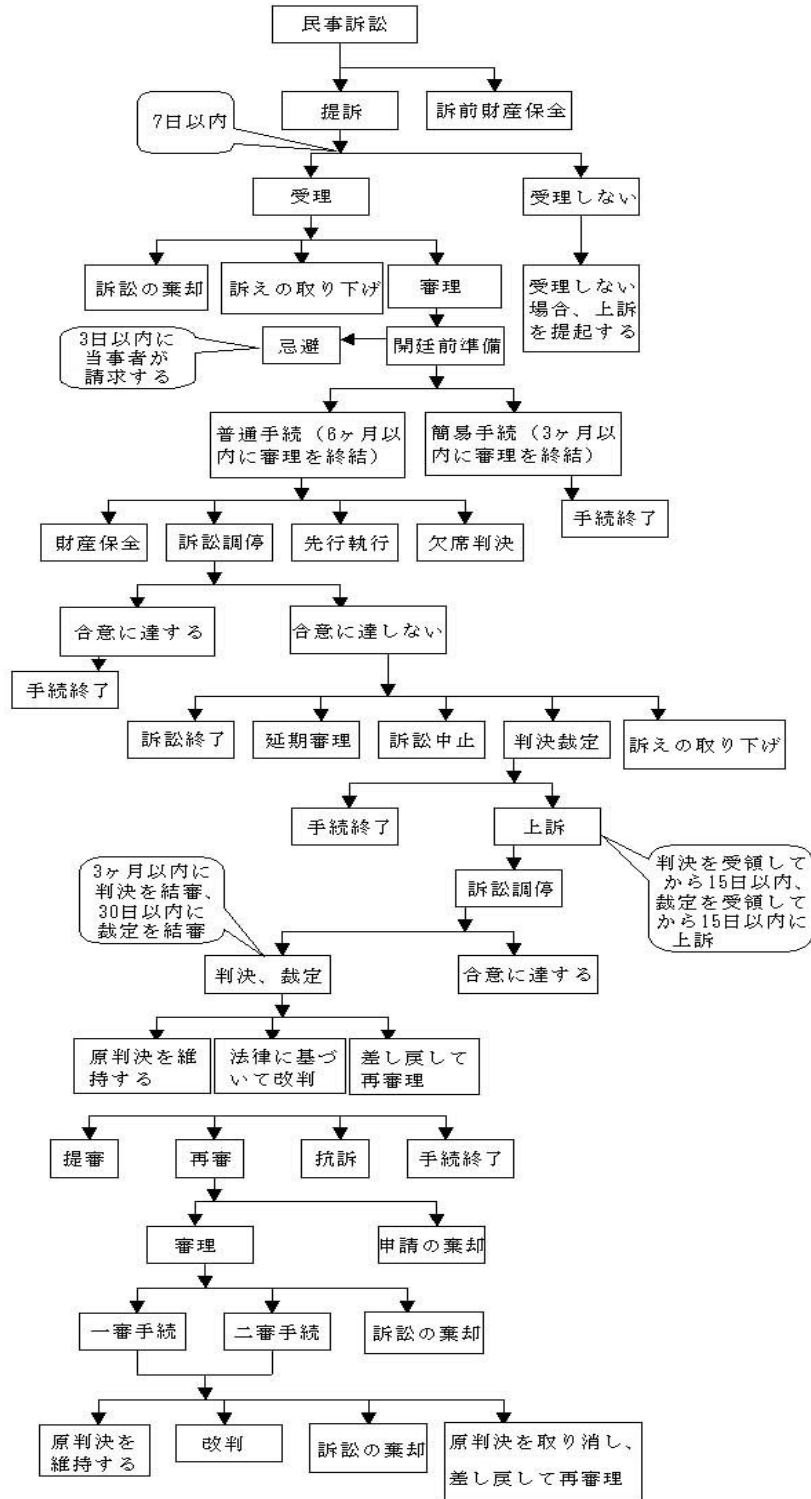 民事訴訟
提訴
訴前財産保全
7日以内
受理
受理しない
訴訟の棄却
訴えの取り下げ
審理
受理しない
場合、上訴
を提起する
3日以内に
当事者が
請求する
忌避
開廷前準備
普通手続（6ヶ月以
内に審理を終結）
簡易手続（3ヶ月以
内に審理を終結）
手続終了
財産保全
訴訟調停
先行執行
欠席判決
合意に達する
合意に達しない
手続終了
訴訟終了
延期審理
訴訟中止
判決裁定
訴えの取り下げ
手続終了
上訴
判決を受領して
から15日以内、
裁定を受領して
から15日以内に
上訴
3ヶ月以内に
判決を結審、
30日以内に
裁定を結審
訴訟調停
判決、裁定
合意に達する
原判決を維
持する
法律に基づ
いて改判
差し戻して
再審理
提審
再審
抗訴
手続終了
審理
申請の棄却
一審手続
二審手続
訴訟の棄却
原判決を
維持する
改判
訴訟の棄却
原判決を取り消し、
差し戻して再審理